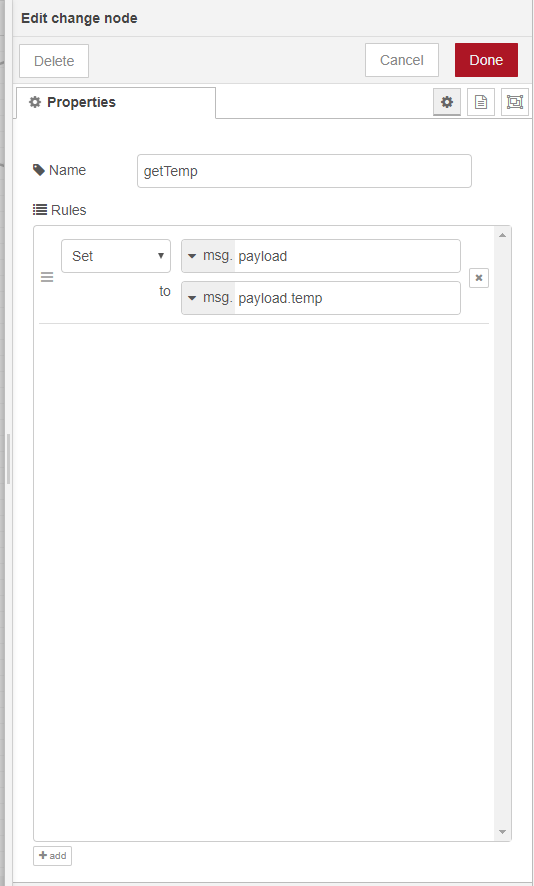 Edit change node
Delete
Cancel
Done
Properties
Name
getTemp
Rules
Set
msg. payload
to
msg. payload.temp
add